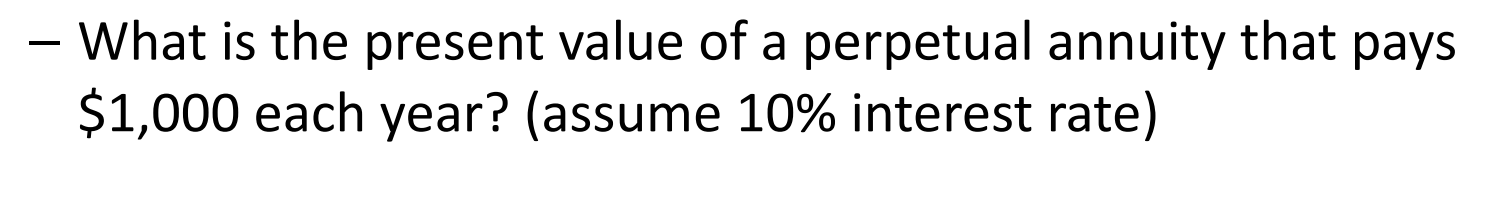 – What is the present value of a perpetual annuity that pays
$1,000 each year? (assume 10% interest rate)